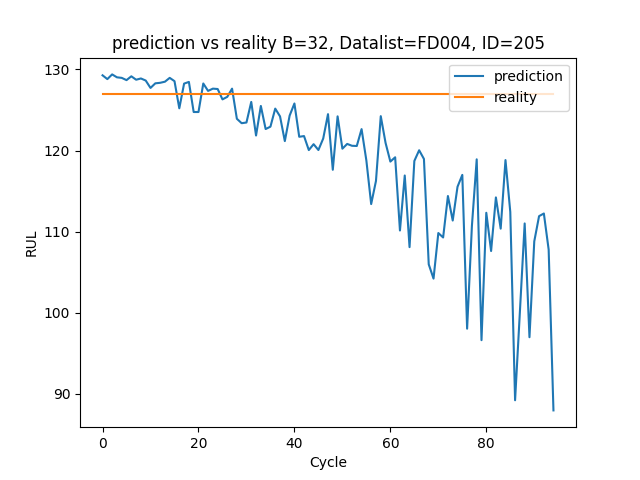 prediction vs reality B=32, Datalist=FD004, ID=205
prediction
reality
130
120
110
100
90
RUL
0 20 40 60 80
Cycle